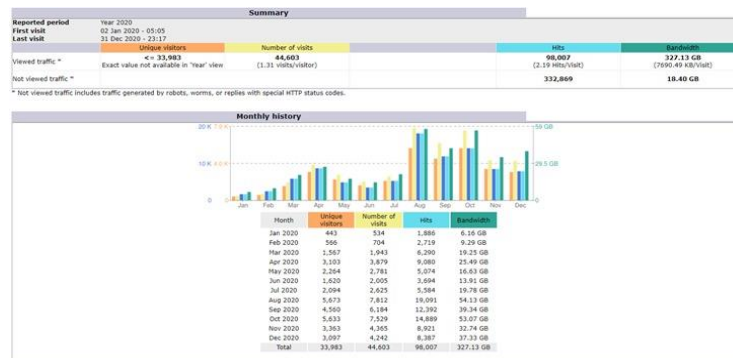 Summary
Reported period Year 2020
First visit 02 Jan 2020 - 05:05
Last visit 31 Dec 2020 - 23:17
Unique visitors Number of visits Hits Bandwidth
Viewed traffic * <= 33,983 44,603 98,007 327.13 GB
Exact value not available in 'Year' view (1.31 visits/visitor) (2.19 Hits/Visit) (7690.49 KB/Visit)
Not viewed traffic * 332,869 18.40 GB
* Not viewed traffic includes traffic generated by robots, worms, or replies with special HTTP status codes.
Monthly history
20 K 59 GB
10 K 29.5 GB
0 0 0
Jan Feb Mar Apr May Jun Jul Aug Sep Oct Nov Dec
Month Unique visitors Number of visits Hits Bandwidth
Jan 2020 443 534 1,886 6.16 GB
Feb 2020 566 704 2,719 9.29 GB
Mar 2020 1,567 1,943 6,290 19.25 GB
Apr 2020 3,103 3,879 9,080 25.49 GB
May 2020 2,264 2,781 5,074 16.63 GB
Jun 2020 1,620 2,005 3,694 13.91 GB
Jul 2020 2,094 2,625 5,584 19.78 GB
Aug 2020 5,673 7,812 19,091 54.13 GB
Sep 2020 4,560 6,184 12,392 39.34 GB
Oct 2020 5,633 7,529 14,889 53.07 GB
Nov 2020 3,363 4,365 8,921 32.74 GB
Dec 2020 3,097 4,242 8,387 37.33 GB
Total 33,983 44,603 98,007 327.13 GB